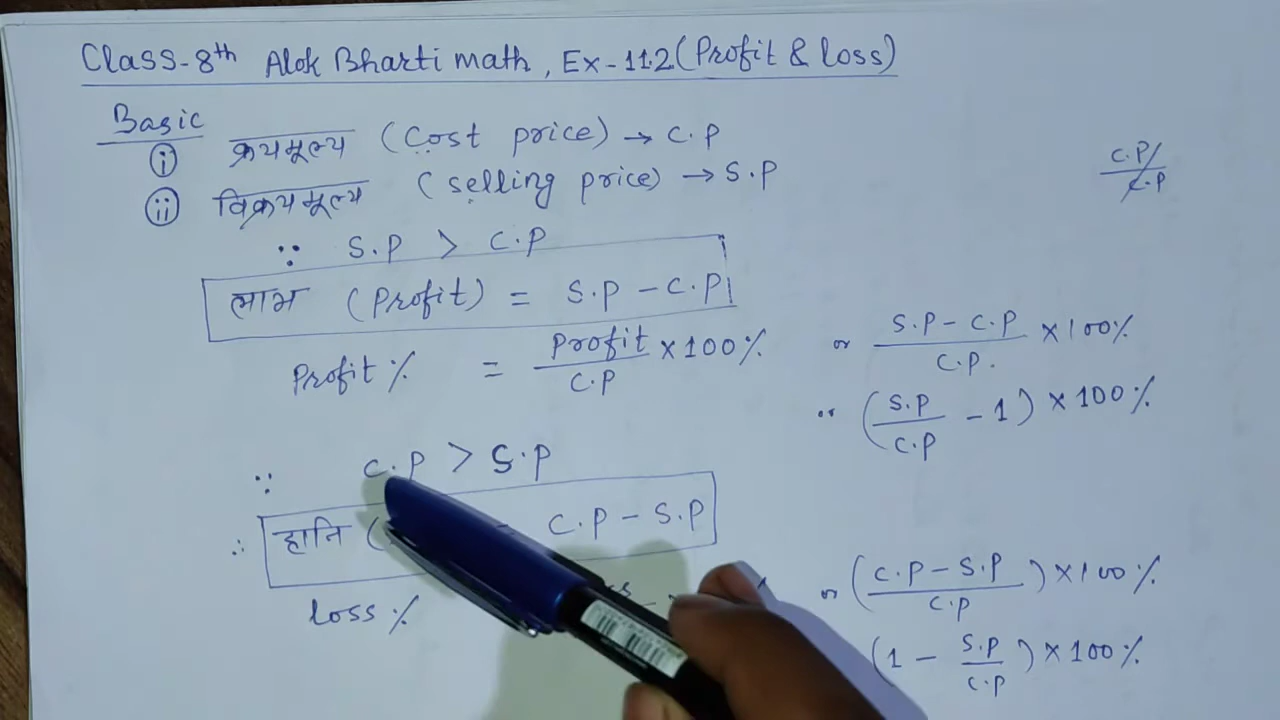 Class-8th Alok Bharti math, Ex-11.2 (Profit & loss)
Basic
(i) क्रयमूल्य (Cost price) → C.P
(ii) विक्रयमूल्य (selling price) → S.P
C.P/C.P
∵ S.P > C.P
लाभ (Profit) = S.P - C.P
Profit % = Profit/C.P × 100% or S.P - C.P/C.P. × 100%
or (S.P/C.P - 1) × 100%
∵ C.P > S.P
∴ हानि ( = C.P - S.P
loss % or (C.P - S.P/C.P) × 100%
(1 - S.P/C.P) × 100%